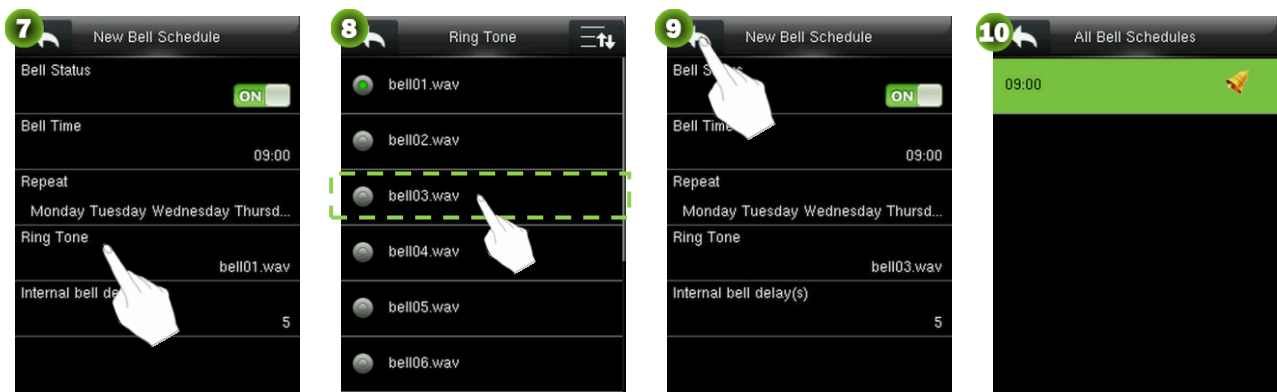 7
New Bell Schedule
Bell Status
ON
Bell Time
09:00
Repeat
Monday Tuesday Wednesday Thursd...
Ring Tone
bell01.wav
Internal bell de
5
8
Ring Tone
bell01.wav
bell02.wav
bell03.wav
bell04.wav
bell05.wav
bell06.wav
9
New Bell Schedule
Bell
ON
Bell Time
09:00
Repeat
Monday Tuesday Wednesday Thursd...
Ring Tone
bell03.wav
Internal bell delay(s)
5
10
All Bell Schedules
09:00